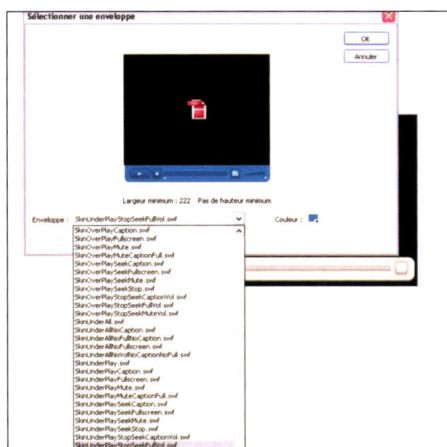 Sélectionner une enveloppe
OK
Annuler
Largeur minimum : 222 Pas de hauteur minimum
Enveloppe : SkinUnderPlayStopSeekFullVol.swf Couleur :
SkinOverPlayCaption.swf
SkinOverPlayFullscreen.swf
SkinOverPlayMute.swf
SkinOverPlayMuteCaptionFull.swf
SkinOverPlaySeekCaption.swf
SkinOverPlaySeekFullscreen.swf
SkinOverPlaySeekMute.swf
SkinOverPlaySeekStop.swf
SkinOverPlayStopSeekCaptionVol.swf
SkinOverPlayStopSeekFullVol.swf
SkinOverPlayStopSeekMuteVol.swf
SkinUnderAll.swf
SkinUnderAllNoCaption.swf
SkinUnderAllNoFullNoCaption.swf
SkinUnderAllNoFullscreen.swf
SkinUnderAllNoVolNoCaptionNoFull.swf
SkinUnderPlay.swf
SkinUnderPlayCaption.swf
SkinUnderPlayFullscreen.swf
SkinUnderPlayMute.swf
SkinUnderPlayMuteCaptionFull.swf
SkinUnderPlaySeekCaption.swf
SkinUnderPlaySeekFullscreen.swf
SkinUnderPlaySeekMute.swf
SkinUnderPlaySeekStop.swf
SkinUnderPlayStopSeekCaptionVol.swf
SkinUnderPlayStopSeekFullVol.swf